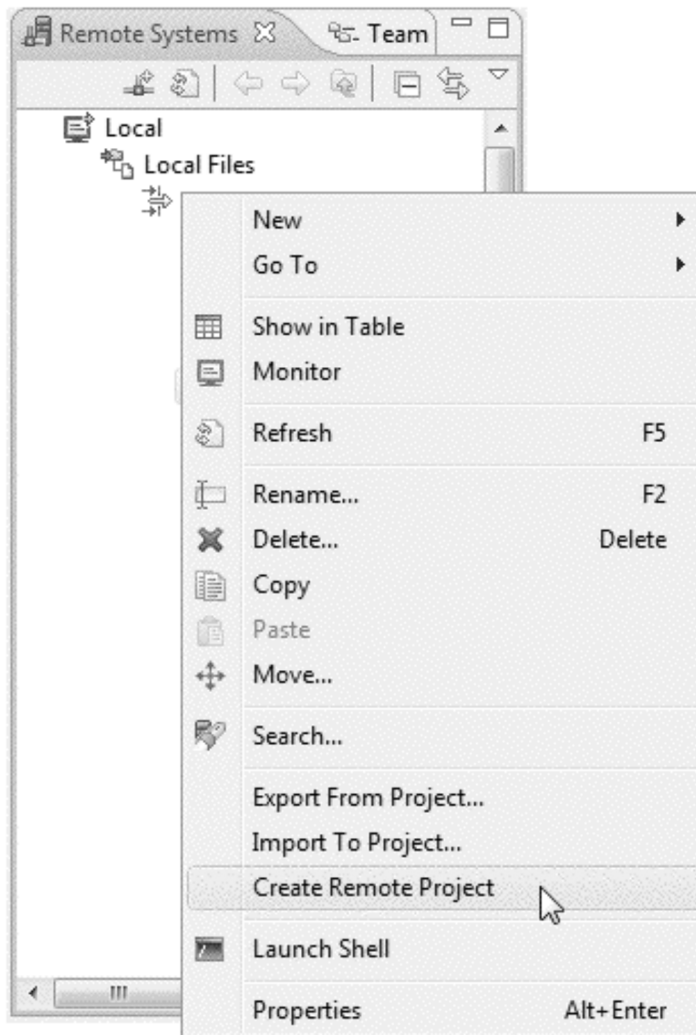 Remote Systems Team
Local
Local Files
New
Go To
Show in Table
Monitor
Refresh F5
Rename... F2
Delete... Delete
Copy
Paste
Move...
Search...
Export From Project...
Import To Project...
Create Remote Project
Launch Shell
Properties Alt+Enter